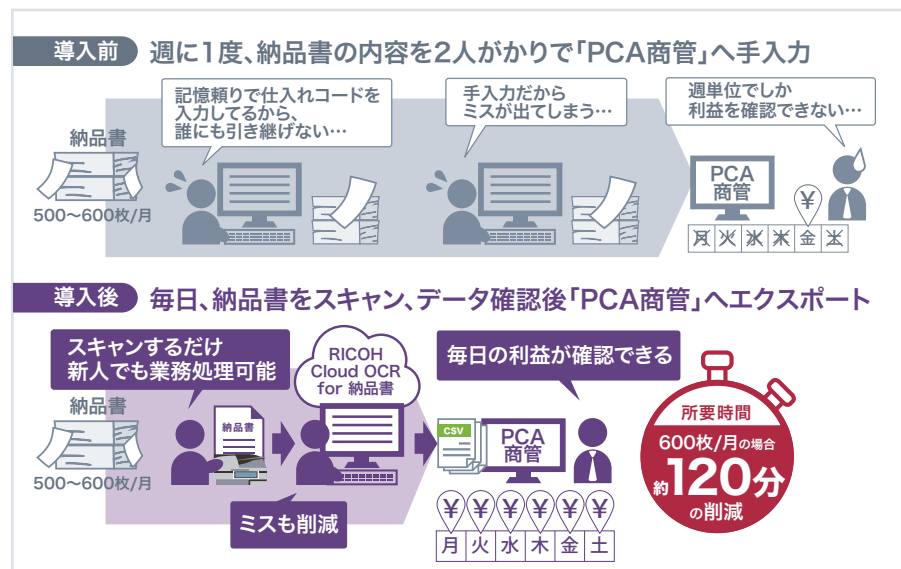 導入前
週に1度、納品書の内容を2人がかりで「PCA商管」へ手入力
記憶頼りで仕入れコードを
入力してるから、
誰にも引き継げない…
手入力だから
ミスが出てしまう…
週単位でしか
利益を確認できない…
納品書
500〜600枚/月
PCA
商管
¥
月 火 水 木 金 土
導入後
毎日、納品書をスキャン、データ確認後「PCA商管」へエクスポート
スキャンするだけ
新人でも業務処理可能
RICOH
Cloud OCR
for 納品書
毎日の利益が確認できる
納品書
500〜600枚/月
納品書
ミスも削減
CSV
PCA
商管
¥ ¥ ¥ ¥ ¥ ¥
月 火 水 木 金 土
所要時間
600枚/月の場合
約120分
の削減